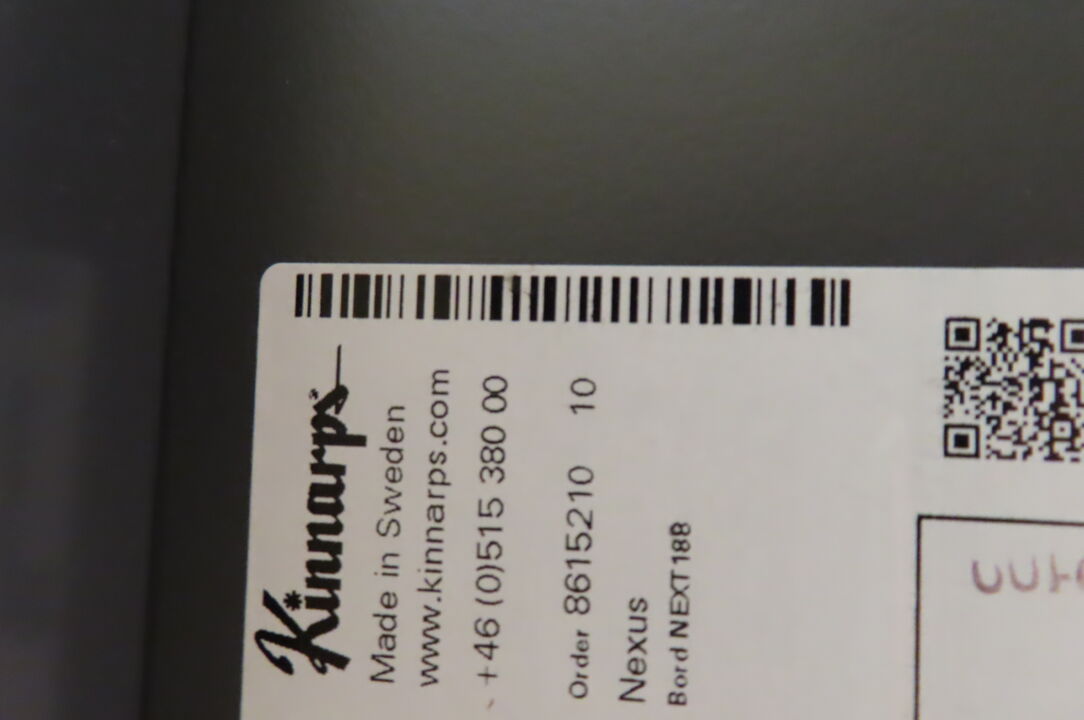 Kinnarps
Made in Sweden
www.kinnarps.com
+46 (0)515 380 00
Order 8615210 10
Nexus
Bord NEXT188